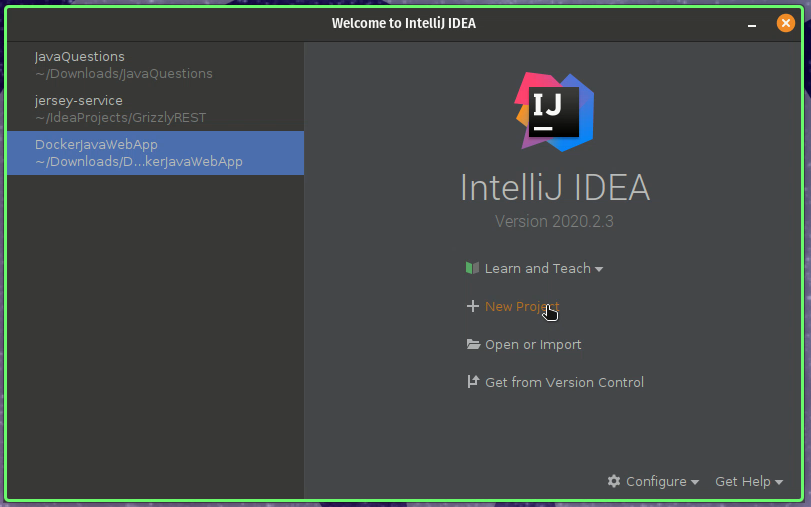 Welcome to IntelliJ IDEA
JavaQuestions
~/Downloads/JavaQuestions
jersey-service
~/IdeaProjects/GrizzlyREST
DockerJavaWebApp
~/Downloads/D...kerJavaWebApp
IJ
IntelliJ IDEA
Version 2020.2.3
Learn and Teach
New Project
Open or Import
Get from Version Control
Configure
Get Help